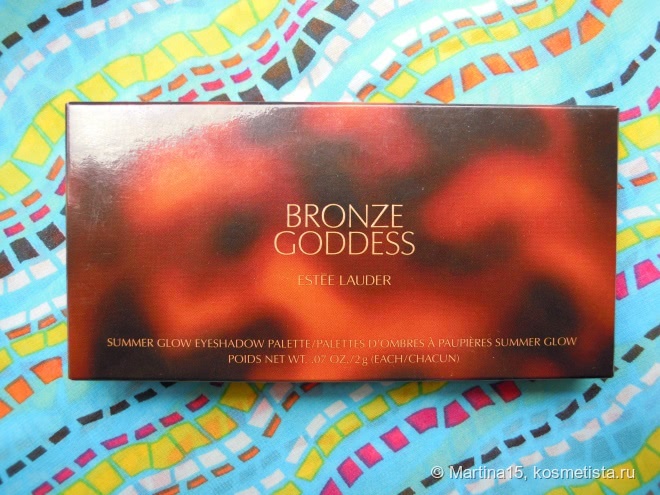 BRONZE
GODDESS
ESTĒE LAUDER
SUMMER GLOW EYESHADOW PALETTE/PALETTES D'OMBRES À PAUPIÈRES SUMMER GLOW
POIDS NET WT. .07 OZ./2g (EACH/CHACUN)
© Martina15, kosmetista.ru